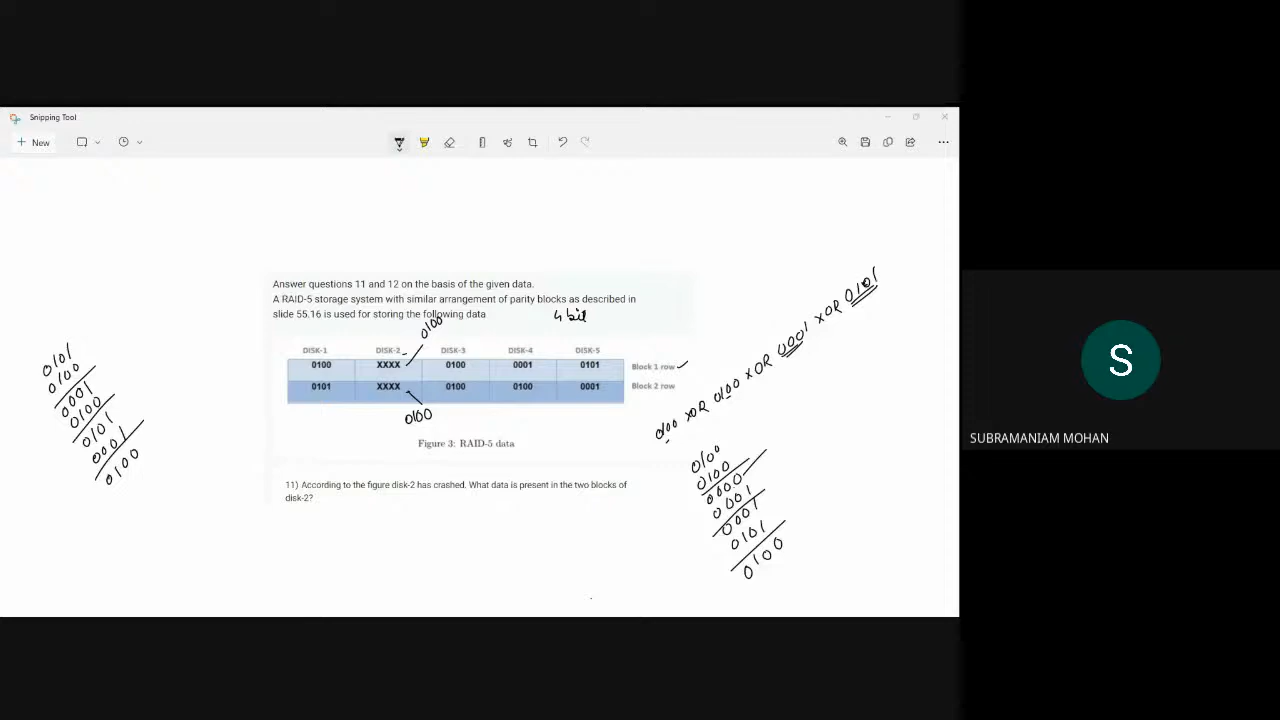 Snipping Tool
New
Answer questions 11 and 12 on the basis of the given data.
A RAID-5 storage system with similar arrangement of parity blocks as described in
slide 55.16 is used for storing the following data
4 bit
0100
DISK-1 DISK-2 DISK-3 DISK-4 DISK-5
0100 XXXX 0100 0001 0101 Block 1 row
0101 XXXX 0100 0100 0001 Block 2 row
0100
Figure 3: RAID-5 data
11) According to the figure disk-2 has crashed. What data is present in the two blocks of
disk-2?
0101
0100
0001
0100
0101
0001
0100
0100 XOR 0100 XOR 0001 XOR 0101
0100
0100
0000
0001
0001
0101
0100
S
SUBRAMANIAM MOHAN